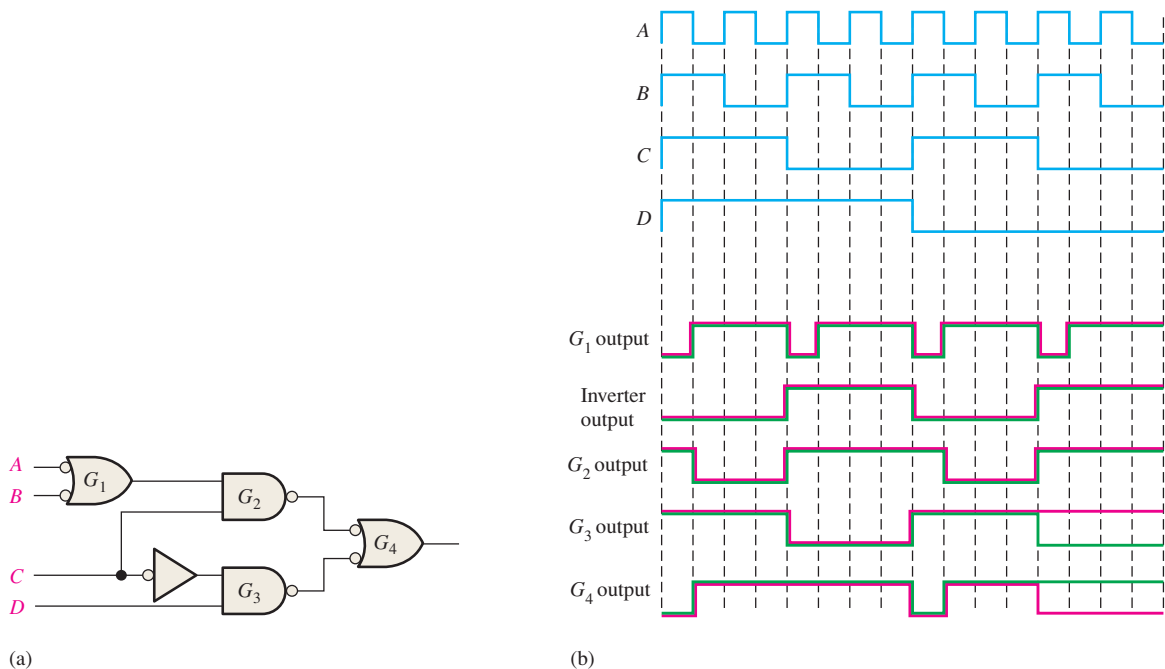 A
B
C
D
G1
G2
G3
G4
(a)
A
B
C
D
G1 output
Inverter
output
G2 output
G3 output
G4 output
(b)